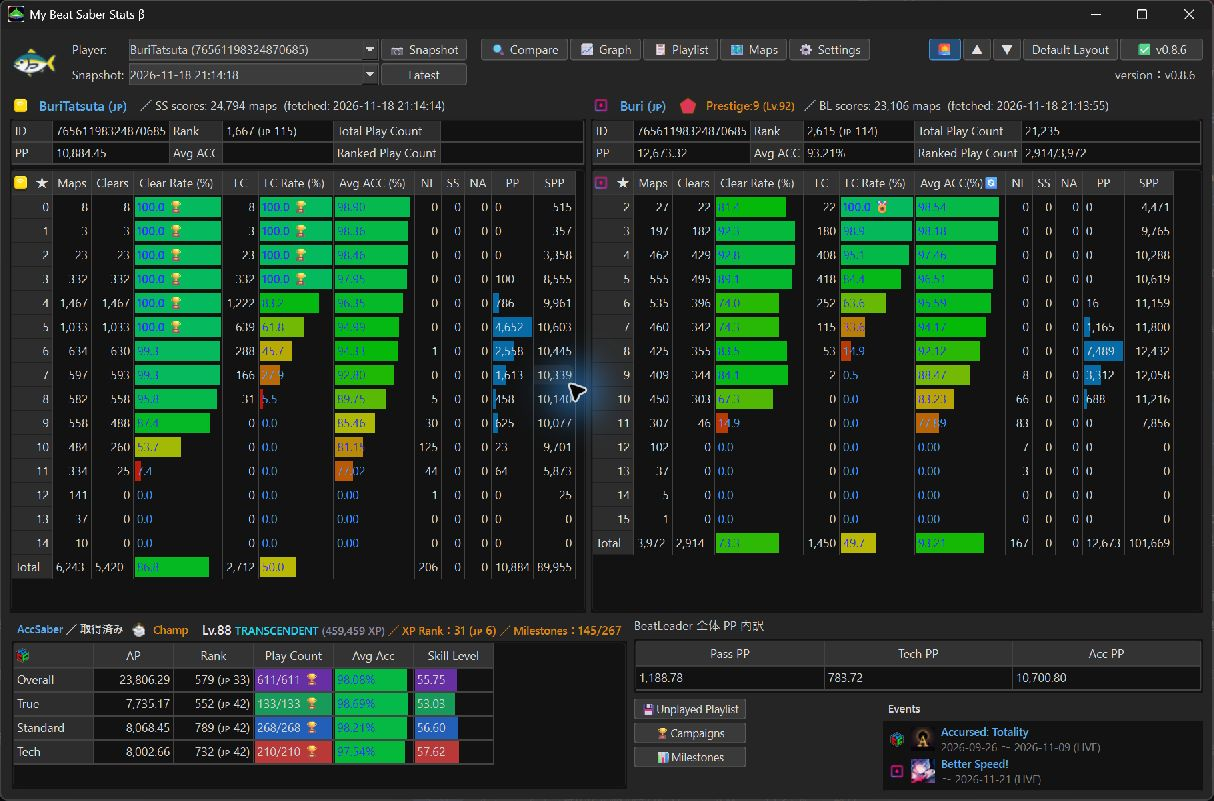 My Beat Saber Stats β
Player: BuriTatsuta (76561198324870685) Snapshot Compare Graph Playlist Maps Settings ▲ ▼ Default Layout v0.8.6
Snapshot: 2026-11-18 21:14:18 Latest version：v0.8.6
BuriTatsuta (JP) ／ SS scores: 24,794 maps (fetched: 2026-11-18 21:14:14)
ID 76561198324870685 Rank 1,667 (JP 115) Total Play Count
PP 10,884.45 Avg ACC Ranked Play Count
★ Maps Clears Clear Rate (%) FC FC Rate (%) Avg ACC (%) NF SS NA PP SPP
0 8 8 100.0 8 100.0 98.90 0 0 0 0 515
1 3 3 100.0 3 100.0 98.36 0 0 0 0 357
2 23 23 100.0 23 100.0 98.46 0 0 0 0 3,358
3 332 332 100.0 332 100.0 97.95 0 0 0 100 8,555
4 1,467 1,467 100.0 1,222 83.2 96.35 0 0 0 786 9,961
5 1,033 1,033 100.0 639 61.8 94.99 0 0 0 4,652 10,603
6 634 630 99.3 288 45.7 94.33 1 0 0 2,558 10,445
7 597 593 99.3 166 27.9 92.80 0 0 0 1,613 10,339
8 582 558 95.8 31 5.5 89.75 5 0 0 458 10,140
9 558 488 87.4 0 0.0 85.46 30 0 0 625 10,077
10 484 260 53.7 0 0.0 81.15 125 0 0 23 9,701
11 334 25 7.4 0 0.0 77.02 44 0 0 64 5,873
12 141 0 0.0 0 0.0 0.00 1 0 0 0 25
13 37 0 0.0 0 0.0 0.00 0 0 0 0 0
14 10 0 0.0 0 0.0 0.00 0 0 0 0 0
Total 6,243 5,420 86.8 2,712 50.0 206 0 0 10,884 89,955
Buri (JP) Prestige:9 (Lv.92) ／ BL scores: 23,106 maps (fetched: 2026-11-18 21:13:55)
ID 76561198324870685 Rank 2,615 (JP 114) Total Play Count 21,235
PP 12,673.32 Avg ACC 93.21% Ranked Play Count 2,914/3,972
★ Maps Clears Clear Rate (%) FC FC Rate (%) Avg ACC(%) NF SS NA PP SPP
2 27 22 81.4 22 100.0 98.54 0 0 0 0 4,471
3 197 182 92.3 180 98.9 98.18 0 0 0 0 9,765
4 462 429 92.8 408 95.1 97.46 0 0 0 0 10,288
5 555 495 89.1 418 84.4 96.51 0 0 0 0 10,619
6 535 396 74.0 252 63.6 95.59 0 0 0 16 11,159
7 460 342 74.3 115 33.6 94.17 0 0 0 1,165 11,800
8 425 355 83.5 53 14.9 92.12 0 0 0 7,489 12,432
9 409 344 84.1 2 0.5 88.47 8 0 0 3,312 12,058
10 450 303 67.3 0 0.0 83.23 66 0 0 688 11,216
11 307 46 14.9 0 0.0 77.89 83 0 0 0 7,856
12 102 0 0.0 0 0.0 0.00 7 0 0 0 0
13 37 0 0.0 0 0.0 0.00 3 0 0 0 0
14 5 0 0.0 0 0.0 0.00 0 0 0 0 0
15 1 0 0.0 0 0.0 0.00 0 0 0 0 0
Total 3,972 2,914 73.3 1,450 49.7 93.21 167 0 0 12,673 101,669
AccSaber ／ 取得済み Champ Lv.88 TRANSCENDENT (459,459 XP) ／ XP Rank：31 (JP 6) ／ Milestones：145/267
AP Rank Play Count Avg Acc Skill Level
Overall 23,806.29 579 (JP 33) 611/611 98.08% 55.75
True 7,735.17 552 (JP 42) 133/133 98.69% 53.03
Standard 8,068.45 789 (JP 42) 268/268 98.21% 56.60
Tech 8,002.66 732 (JP 42) 210/210 97.54% 57.62
BeatLeader 全体 PP 内訳
Pass PP Tech PP Acc PP
1,188.78 783.72 10,700.80
Unplayed Playlist
Campaigns
Milestones
Events
Accursed: Totality
2026-09-26 〜 2026-11-09 (LIVE)
Better Speed!
〜 2026-11-21 (LIVE)